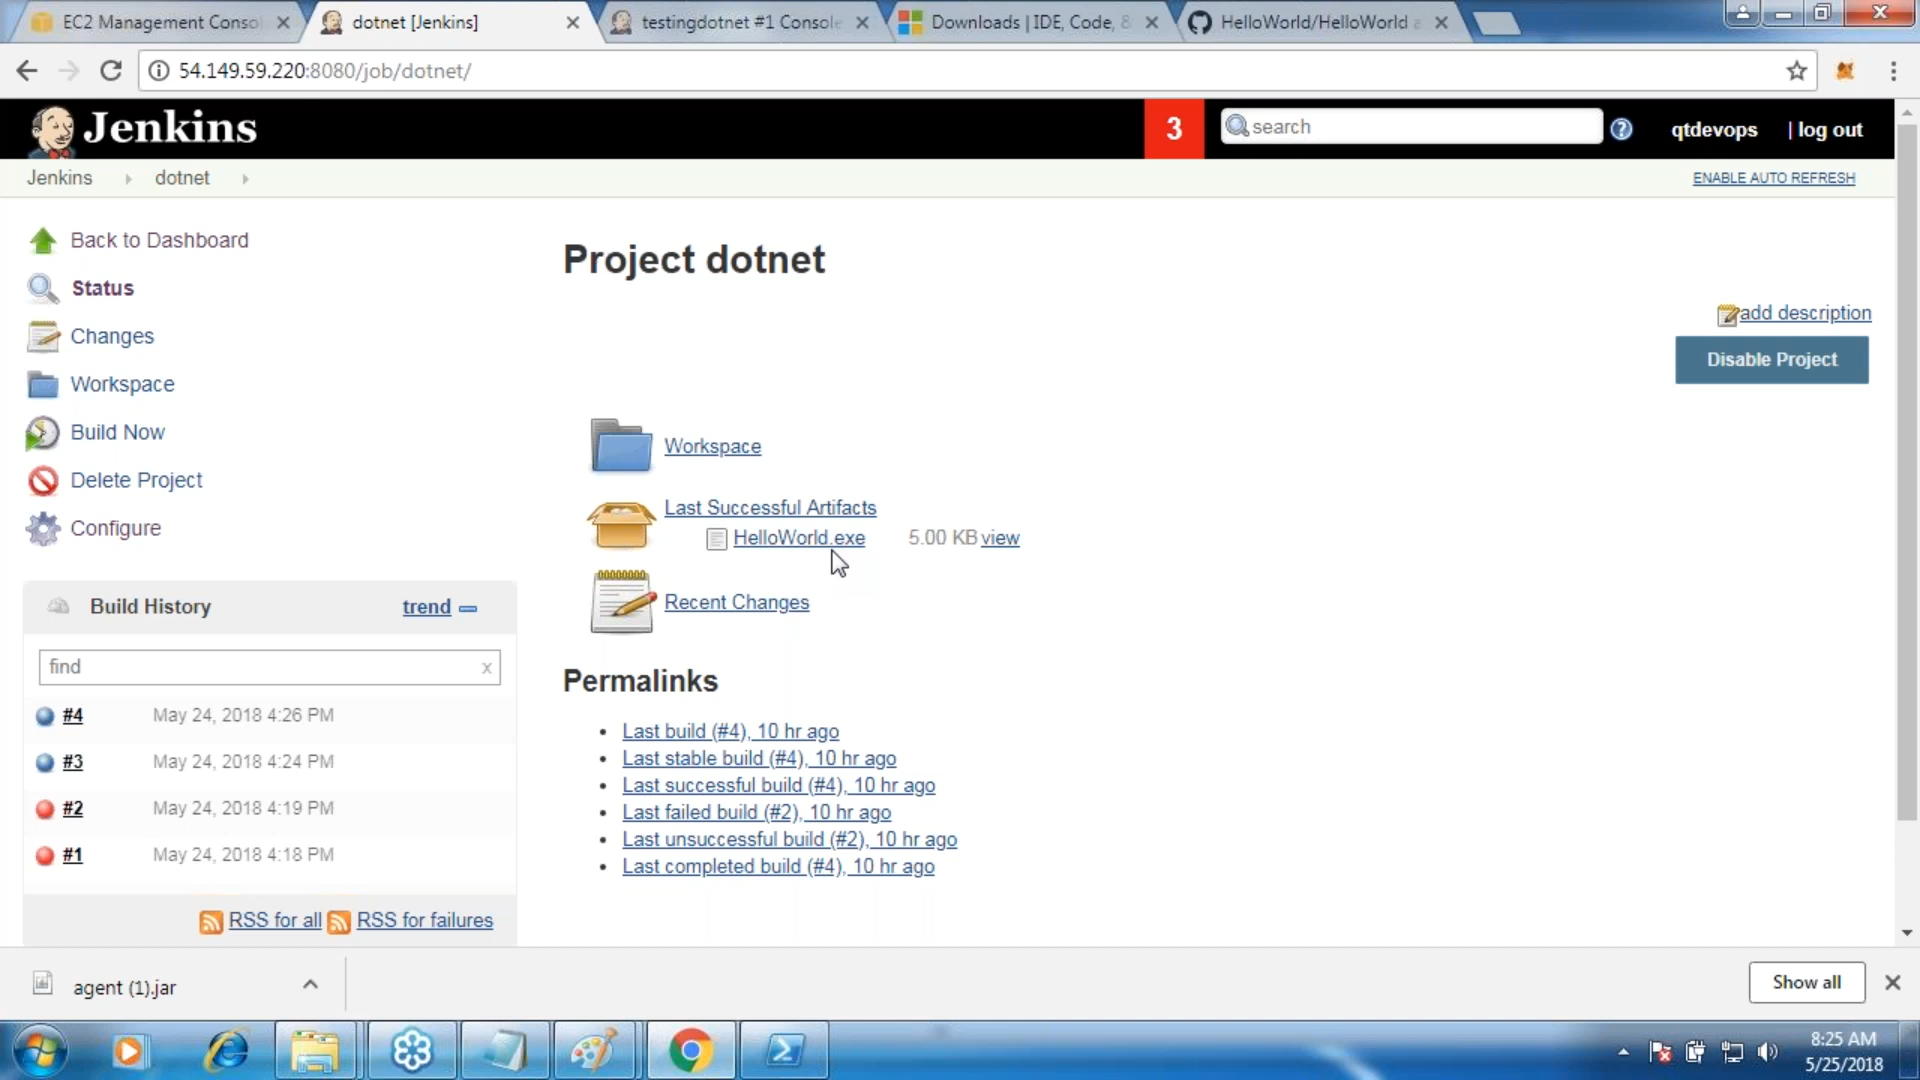 EC2 Management Conso
dotnet [Jenkins]
testingdotnet #1 Console
Downloads | IDE, Code, &
HelloWorld/HelloWorld a
54.149.59.220:8080/job/dotnet/
Jenkins
3
search
qtdevops
| log out
Jenkins
dotnet
ENABLE AUTO REFRESH
Back to Dashboard
Status
Changes
Workspace
Build Now
Delete Project
Configure
Project dotnet
add description
Disable Project
Workspace
Last Successful Artifacts
HelloWorld.exe 5.00 KB view
Recent Changes
Build History
trend
find
x
#4 May 24, 2018 4:26 PM
#3 May 24, 2018 4:24 PM
#2 May 24, 2018 4:19 PM
#1 May 24, 2018 4:18 PM
RSS for all RSS for failures
Permalinks
Last build (#4), 10 hr ago
Last stable build (#4), 10 hr ago
Last successful build (#4), 10 hr ago
Last failed build (#2), 10 hr ago
Last unsuccessful build (#2), 10 hr ago
Last completed build (#4), 10 hr ago
agent (1).jar
Show all
8:25 AM
5/25/2018